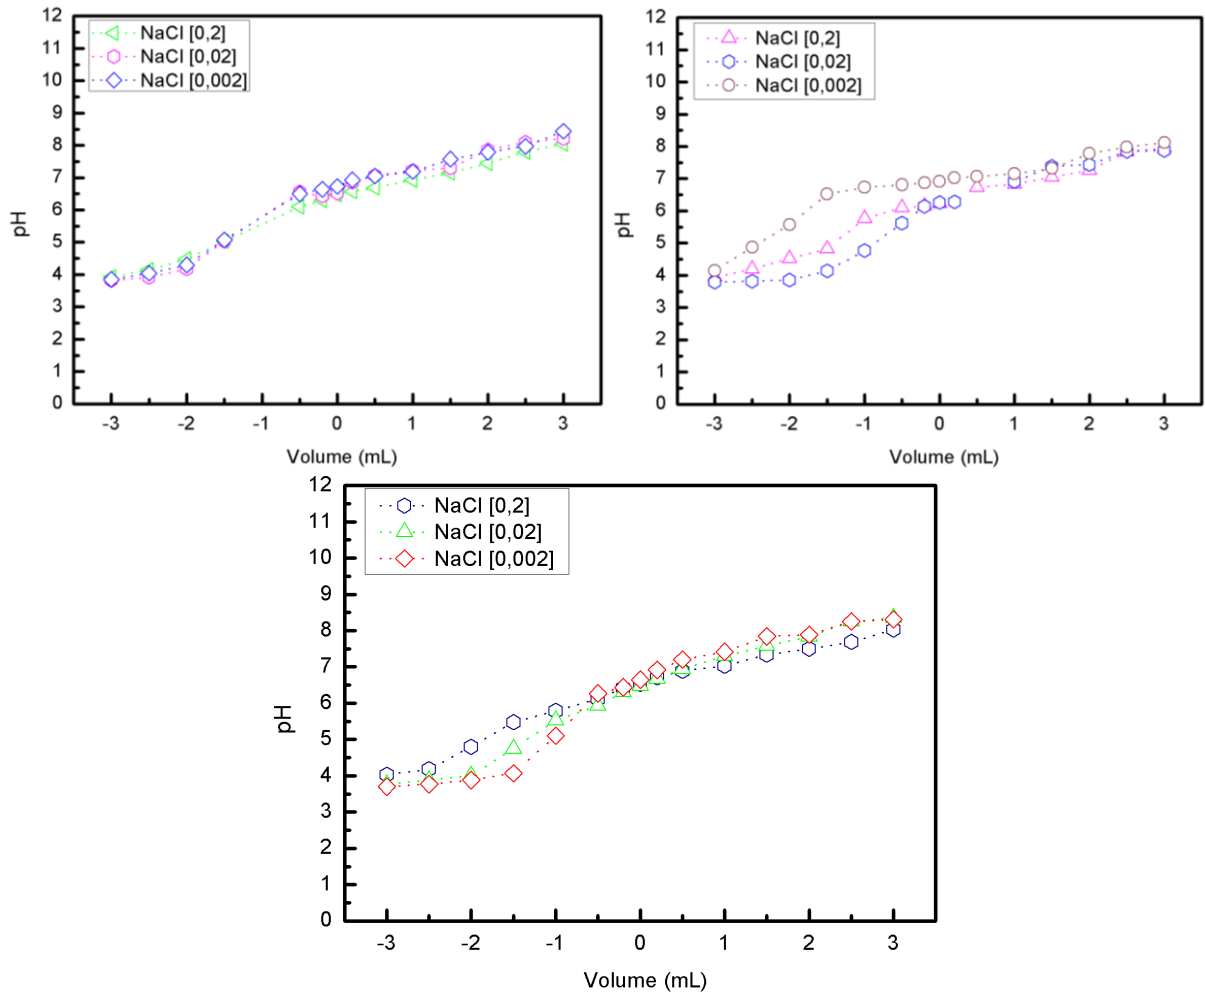 12
11
10
9
8
7
6
5
4
3
2
1
0
pH
NaCl [0,2]
NaCl [0,02]
NaCl [0,002]
-3 -2 -1 0 1 2 3
Volume (mL)
12
11
10
9
8
7
6
5
4
3
2
1
0
pH
NaCl [0,2]
NaCl [0,02]
NaCl [0,002]
-3 -2 -1 0 1 2 3
Volume (mL)
12
11
10
9
8
7
6
5
4
3
2
1
0
pH
NaCl [0,2]
NaCl [0,02]
NaCl [0,002]
-3 -2 -1 0 1 2 3
Volume (mL)